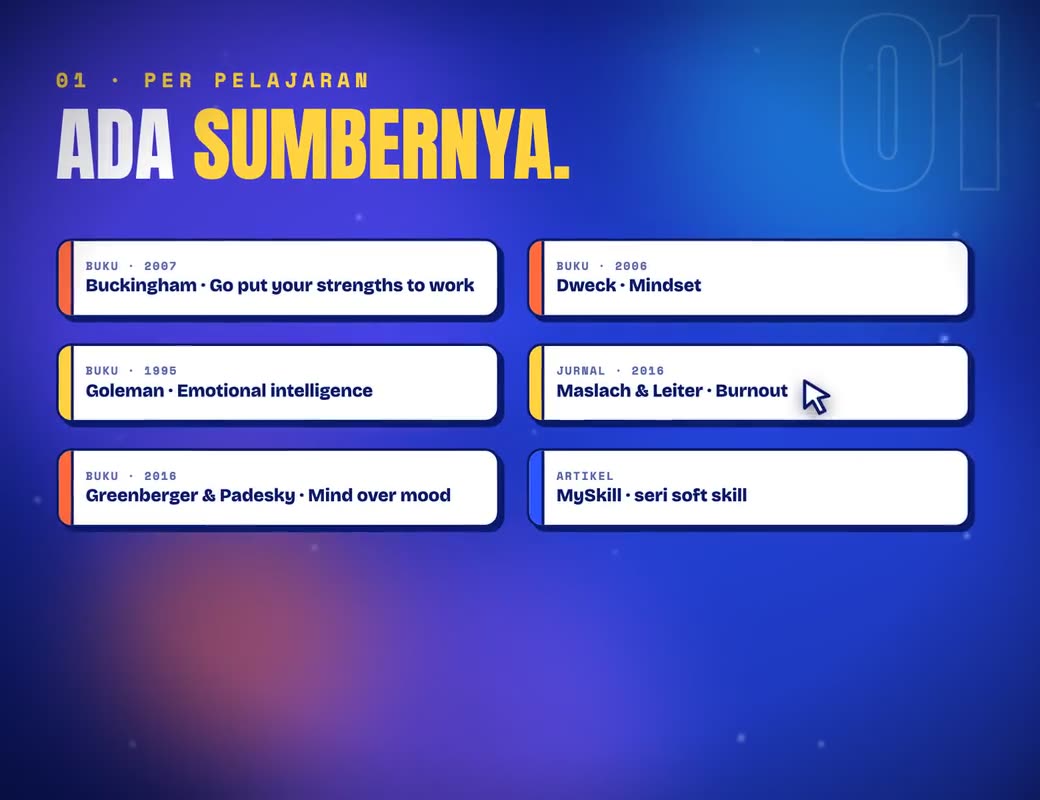 01
01 · PER PELAJARAN
ADA SUMBERNYA.
BUKU · 2007
Buckingham · Go put your strengths to work
BUKU · 2006
Dweck · Mindset
BUKU · 1995
Goleman · Emotional intelligence
JURNAL · 2016
Maslach & Leiter · Burnout
BUKU · 2016
Greenberger & Padesky · Mind over mood
ARTIKEL
MySkill · seri soft skill